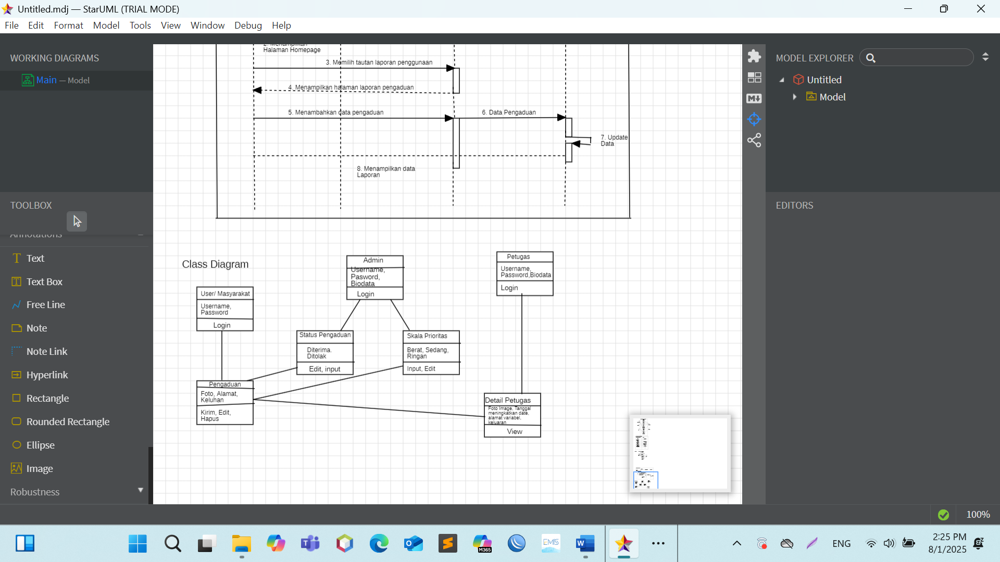 Untitled.mdj — StarUML (TRIAL MODE)
File Edit Format Model Tools View Window Debug Help
WORKING DIAGRAMS
Main — Model
TOOLBOX
Annotations
Text
Text Box
Free Line
Note
Note Link
Hyperlink
Rectangle
Rounded Rectangle
Ellipse
Image
Robustness
2. Menampilkan
Halaman Homepage
3. Memilih tautan laporan penggunaan
4. Menampilkan halaman laporan pengaduan
5. Menambahkan data pengaduan
6. Data Pengaduan
7. Update
Data
8. Menampilkan data
Laporan
Class Diagram
User/ Masyarakat
Username,
Password
Login
Admin
Username,
Pasword,
Biodata
Login
Petugas
Username,
Password,Biodata
Login
Status Pengaduan
Diterima.
Ditolak
Edit, input
Skala Prioritas
Berat, Sedang,
Ringan
Input, Edit
Pengaduan
Foto, Alamat,
Keluhan
Kirim, Edit,
Hapus
Detail Petugas
Foto Image, Tanggal
meningkatkan date,
alamat variabel,
keluaran
View
MODEL EXPLORER
Untitled
Model
EDITORS
100%
M365
EMIS
ENG
2:25 PM
8/1/2025